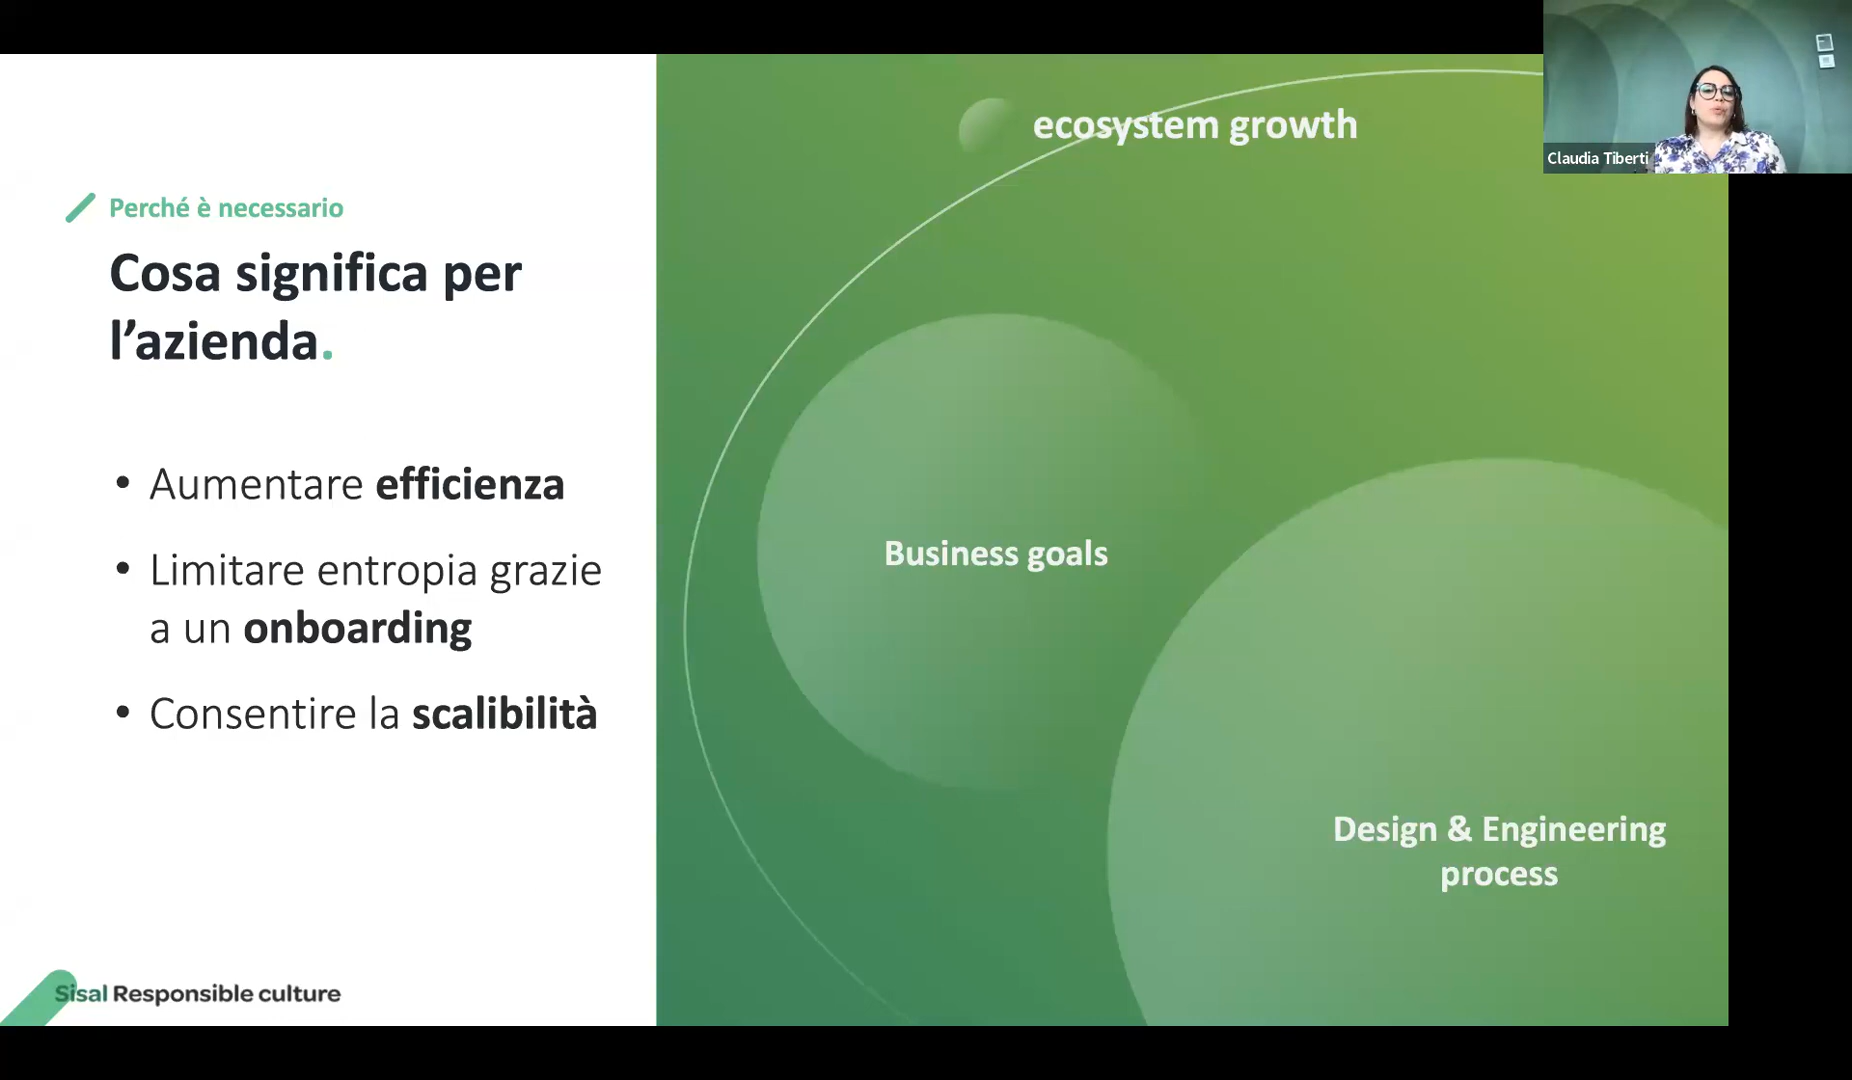 Perché è necessario
Cosa significa per
l’azienda.
• Aumentare efficienza
• Limitare entropia grazie
a un onboarding
• Consentire la scalibilità
Sisal Responsible culture
ecosystem growth
Business goals
Design & Engineering
process
Claudia Tiberti